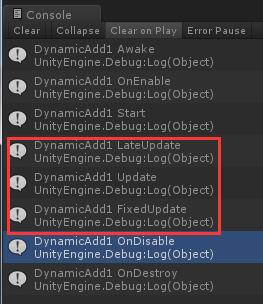 Console
Clear Collapse Clear on Play Error Pause
DynamicAdd1 Awake
UnityEngine.Debug:Log(Object)
DynamicAdd1 OnEnable
UnityEngine.Debug:Log(Object)
DynamicAdd1 Start
UnityEngine.Debug:Log(Object)
DynamicAdd1 LateUpdate
UnityEngine.Debug:Log(Object)
DynamicAdd1 Update
UnityEngine.Debug:Log(Object)
DynamicAdd1 FixedUpdate
UnityEngine.Debug:Log(Object)
DynamicAdd1 OnDisable
UnityEngine.Debug:Log(Object)
DynamicAdd1 OnDestroy
UnityEngine.Debug:Log(Object)